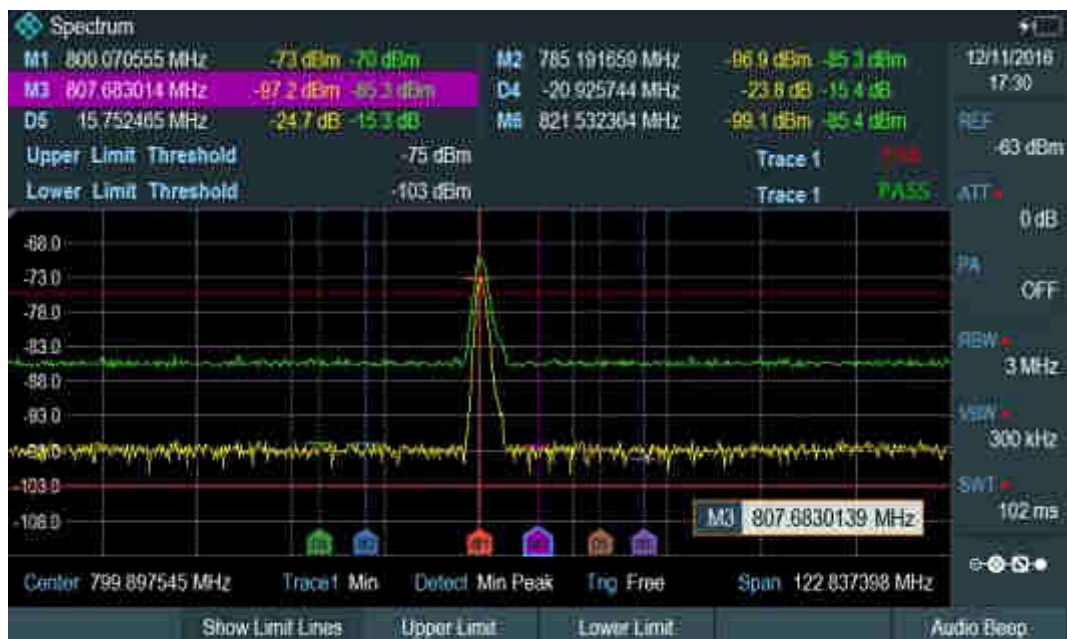 Spectrum
M1 800.070555 MHz -73 dBm -70 dBm M2 785.191659 MHz -96.9 dBm -85.3 dBm 12/11/2016
M3 807.683014 MHz -97.2 dBm -85.3 dBm D4 -20.925744 MHz -23.8 dB -15.4 dB 17:30
D5 15.752465 MHz -24.7 dB -15.3 dB M6 821.532364 MHz -99.1 dBm -85.4 dBm REF
Upper Limit Threshold -75 dBm Trace 1 -63 dBm
Lower Limit Threshold -103 dBm Trace 1 PASS ATT
0 dB
-68.0
PA
-73.0
OFF
-78.0
RBW
-83.0
3 MHz
-88.0
VBW
-93.0
300 kHz
-98.0
SWT
-103.0
102 ms
-108.0
M3 807.6830139 MHz
M1
Center 799.897545 MHz Trace1 Min Detect Min Peak Trig Free Span 122.837398 MHz
Show Limit Lines Upper Limit Lower Limit Audio Beep